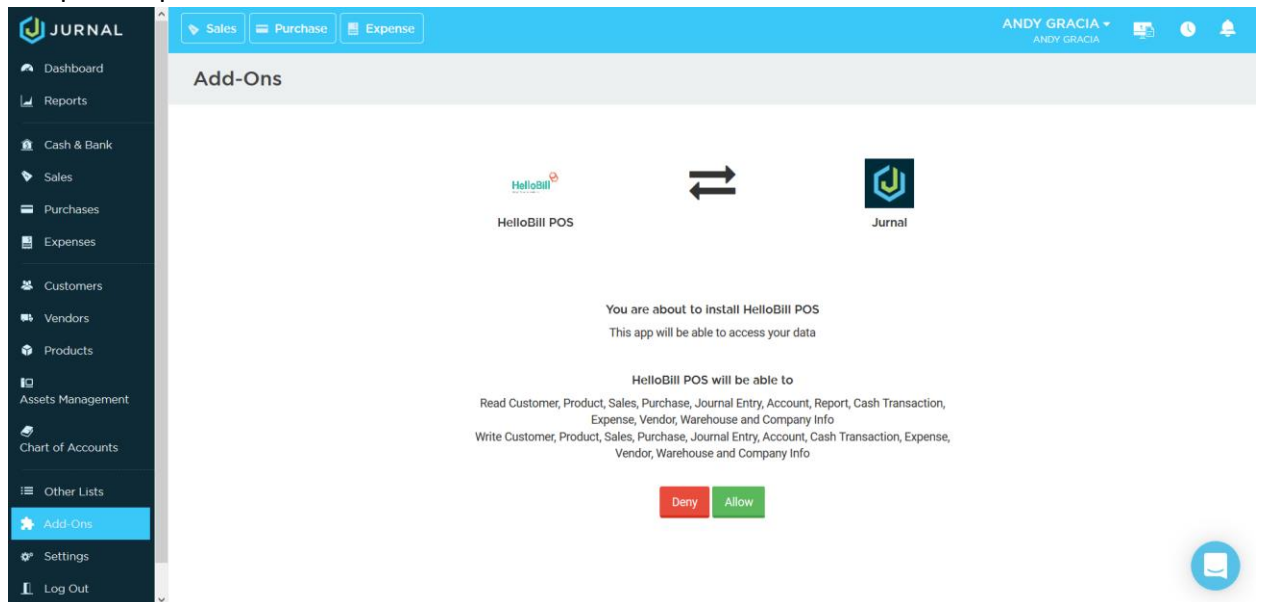 JURNAL
Sales
Purchase
Expense
ANDY GRACIA
ANDY GRACIA
Dashboard
Reports
Cash & Bank
Sales
Purchases
Expenses
Customers
Vendors
Products
Assets Management
Chart of Accounts
Other Lists
Add-Ons
Settings
Log Out
Add-Ons
HelloBill
HelloBill POS
Jurnal
You are about to install HelloBill POS
This app will be able to access your data
HelloBill POS will be able to
Read Customer, Product, Sales, Purchase, Journal Entry, Account, Report, Cash Transaction,
Expense, Vendor, Warehouse and Company Info
Write Customer, Product, Sales, Purchase, Journal Entry, Account, Cash Transaction, Expense,
Vendor, Warehouse and Company Info
Deny
Allow